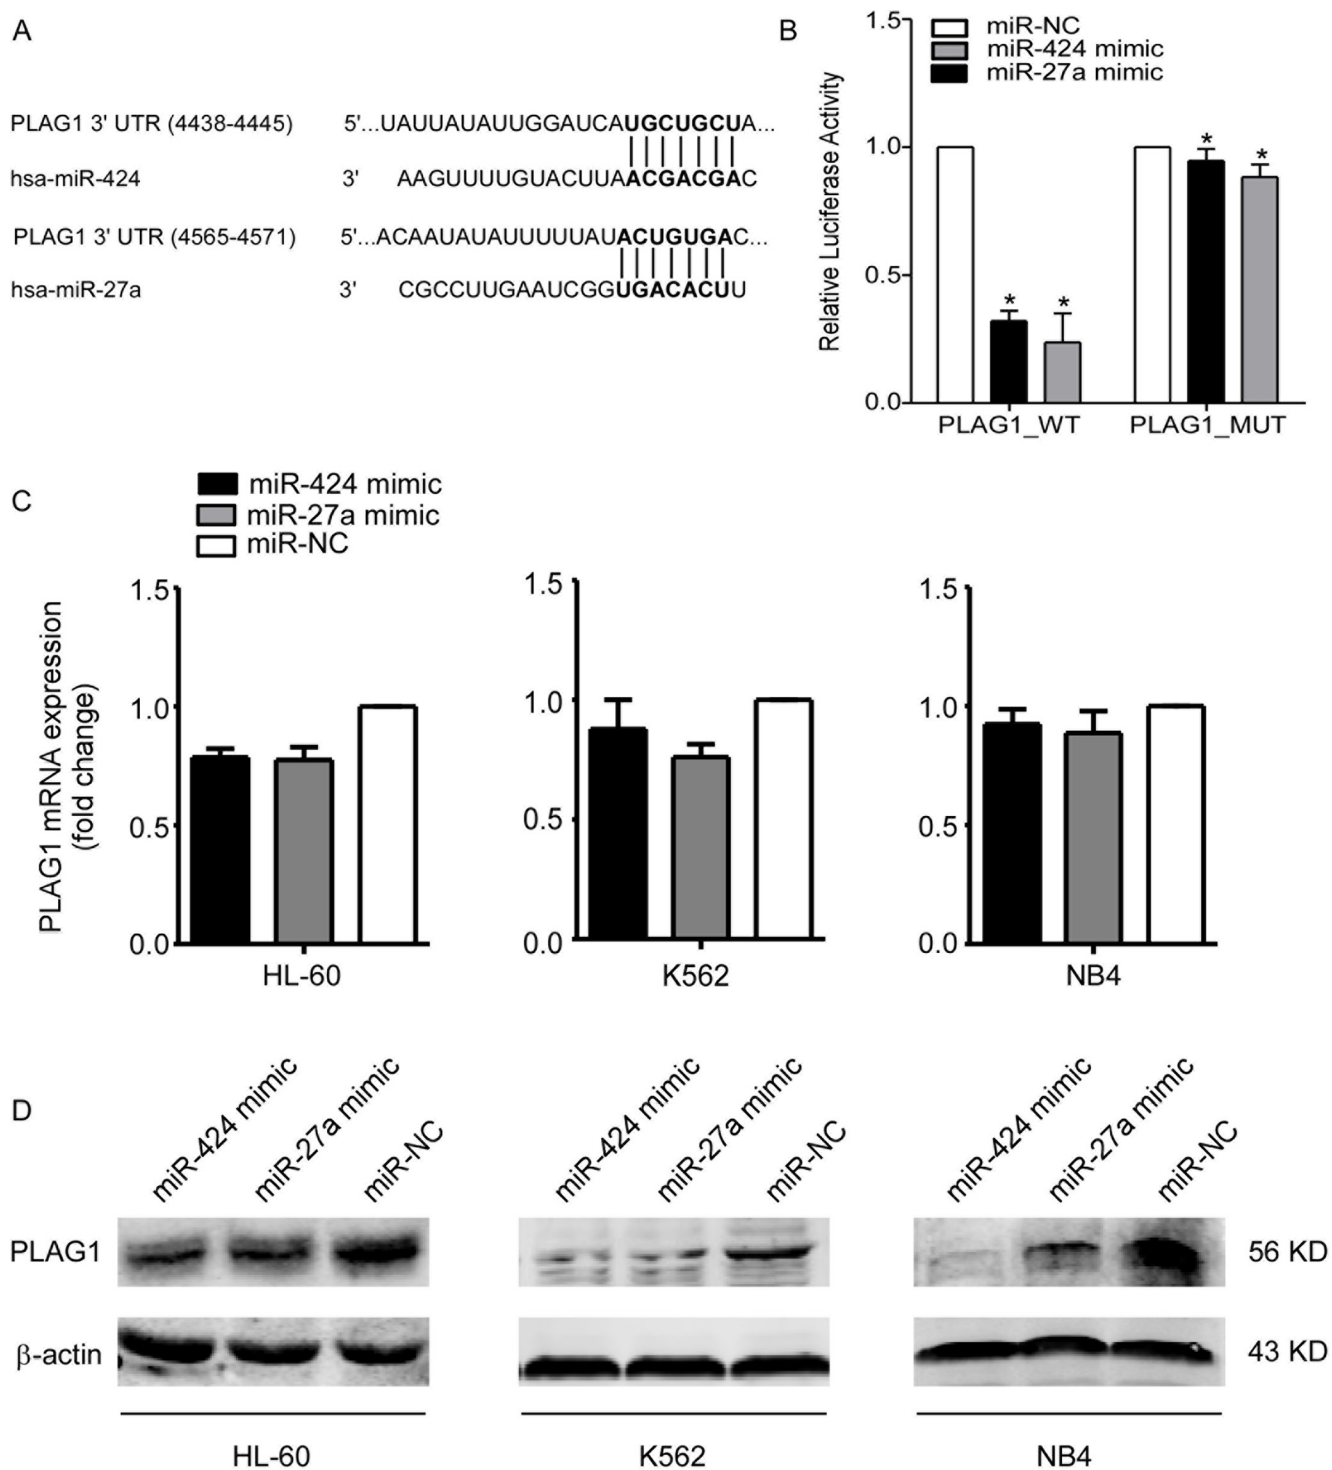 A
PLAG1 3' UTR (4438-4445) 5'...UAUUAUAUUGGAUCAUGCUGCUA...
hsa-miR-424 3' AAGUUUUGUACUUAACGACGAC
PLAG1 3' UTR (4565-4571) 5'...ACAAUAUAUUUUUAUACUGUGAC...
hsa-miR-27a 3' CGCCUUGAAUCGGUGACACUU
B
miR-NC
miR-424 mimic
miR-27a mimic
Relative Luciferase Activity
1.5
1.0
0.5
0.0
* * * *
PLAG1_WT PLAG1_MUT
C
miR-424 mimic
miR-27a mimic
miR-NC
PLAG1 mRNA expression
(fold change)
1.5
1.0
0.5
0.0
HL-60
1.5
1.0
0.5
0.0
K562
1.5
1.0
0.5
0.0
NB4
D
miR-424 mimic miR-27a mimic miR-NC miR-424 mimic miR-27a mimic miR-NC miR-424 mimic miR-27a mimic miR-NC
PLAG1 56 KD
β-actin 43 KD
HL-60 K562 NB4